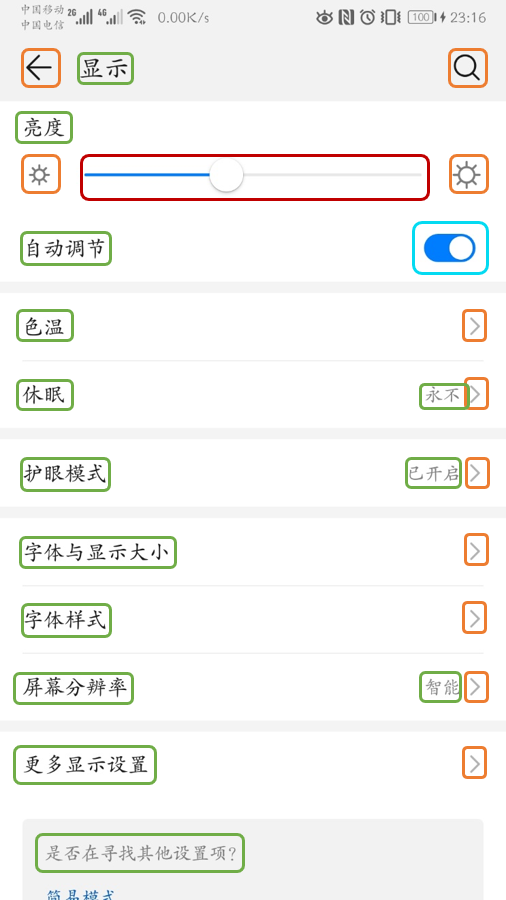 中国移动 2G 4G 0.00K/s 100 23:16
中国电信
显示
亮度
自动调节
色温
休眠 永不
护眼模式 已开启
字体与显示大小
字体样式
屏幕分辨率 智能
更多显示设置
是否在寻找其他设置项?
简易模式